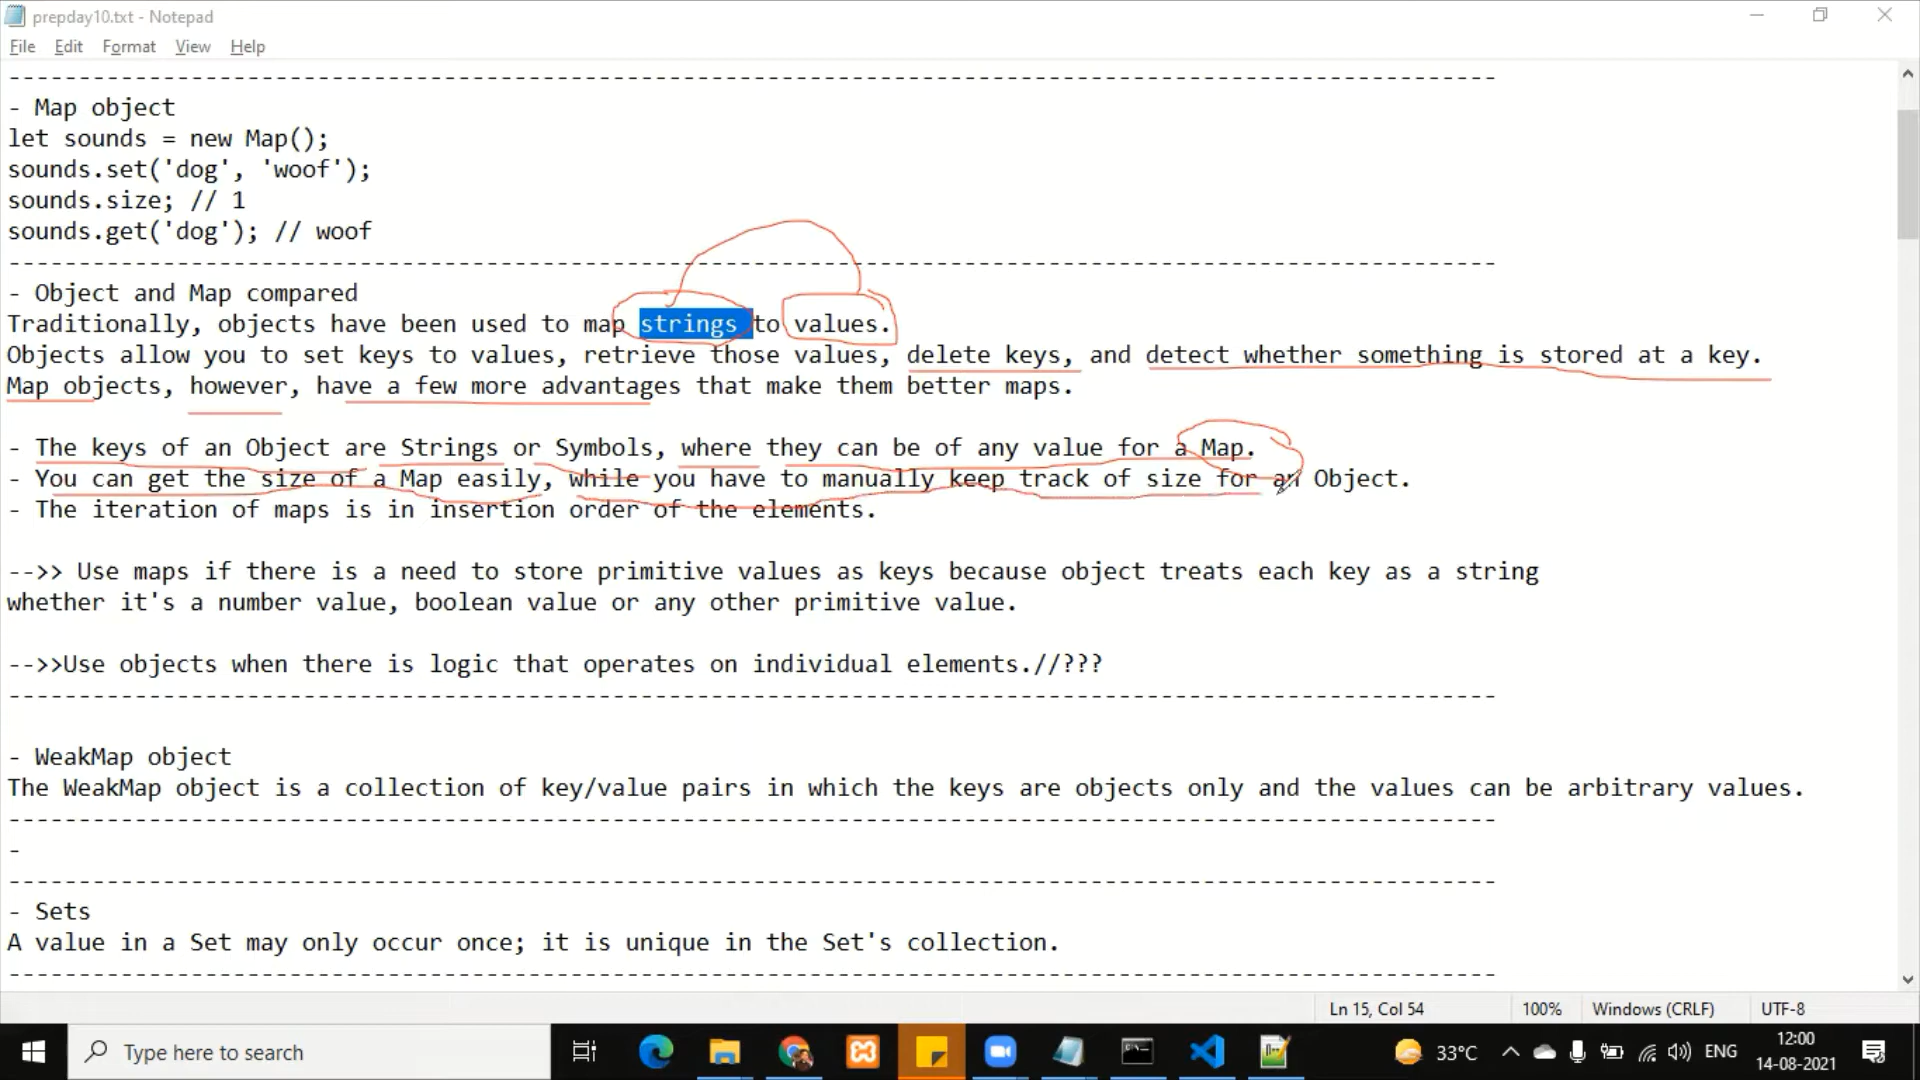 prepday10.txt - Notepad
File Edit Format View Help
- Map object
let sounds = new Map();
sounds.set('dog', 'woof');
sounds.size; // 1
sounds.get('dog'); // woof
- Object and Map compared
Traditionally, objects have been used to map strings to values.
Objects allow you to set keys to values, retrieve those values, delete keys, and detect whether something is stored at a key.
Map objects, however, have a few more advantages that make them better maps.
- The keys of an Object are Strings or Symbols, where they can be of any value for a Map.
- You can get the size of a Map easily, while you have to manually keep track of size for an Object.
- The iteration of maps is in insertion order of the elements.
-->> Use maps if there is a need to store primitive values as keys because object treats each key as a string
whether it's a number value, boolean value or any other primitive value.
-->>Use objects when there is logic that operates on individual elements.//???
- WeakMap object
The WeakMap object is a collection of key/value pairs in which the keys are objects only and the values can be arbitrary values.
-
- Sets
A value in a Set may only occur once; it is unique in the Set's collection.
Ln 15, Col 54 100% Windows (CRLF) UTF-8
Type here to search
33°C ENG
12:00
14-08-2021